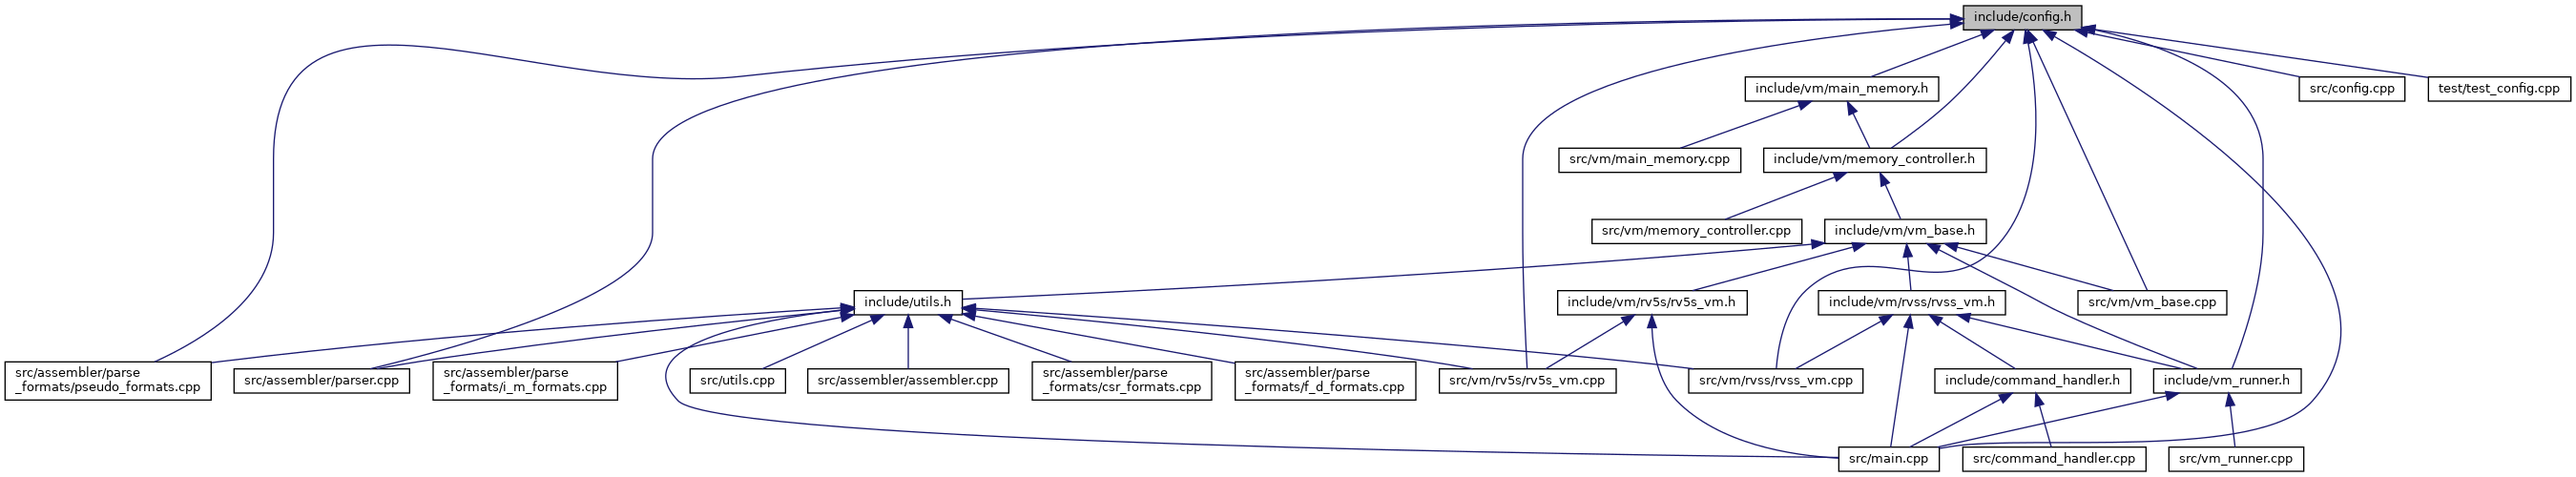 include/config.h
include/vm/main_memory.h
src/config.cpp
test/test_config.cpp
src/vm/main_memory.cpp
include/vm/memory_controller.h
src/vm/memory_controller.cpp
include/vm/vm_base.h
include/utils.h
include/vm/rv5s/rv5s_vm.h
include/vm/rvss/rvss_vm.h
src/vm/vm_base.cpp
src/assembler/parse
_formats/pseudo_formats.cpp
src/assembler/parser.cpp
src/assembler/parse
_formats/i_m_formats.cpp
src/utils.cpp
src/assembler/assembler.cpp
src/assembler/parse
_formats/csr_formats.cpp
src/assembler/parse
_formats/f_d_formats.cpp
src/vm/rv5s/rv5s_vm.cpp
src/vm/rvss/rvss_vm.cpp
include/command_handler.h
include/vm_runner.h
src/main.cpp
src/command_handler.cpp
src/vm_runner.cpp